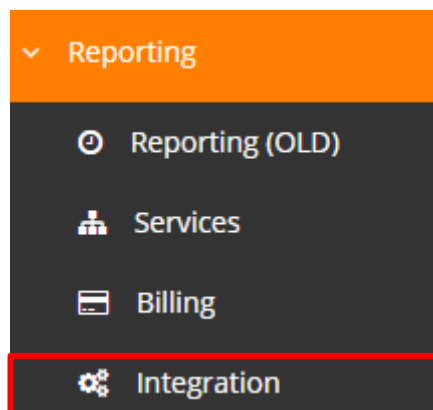 Reporting
Reporting (OLD)
Services
Billing
Integration